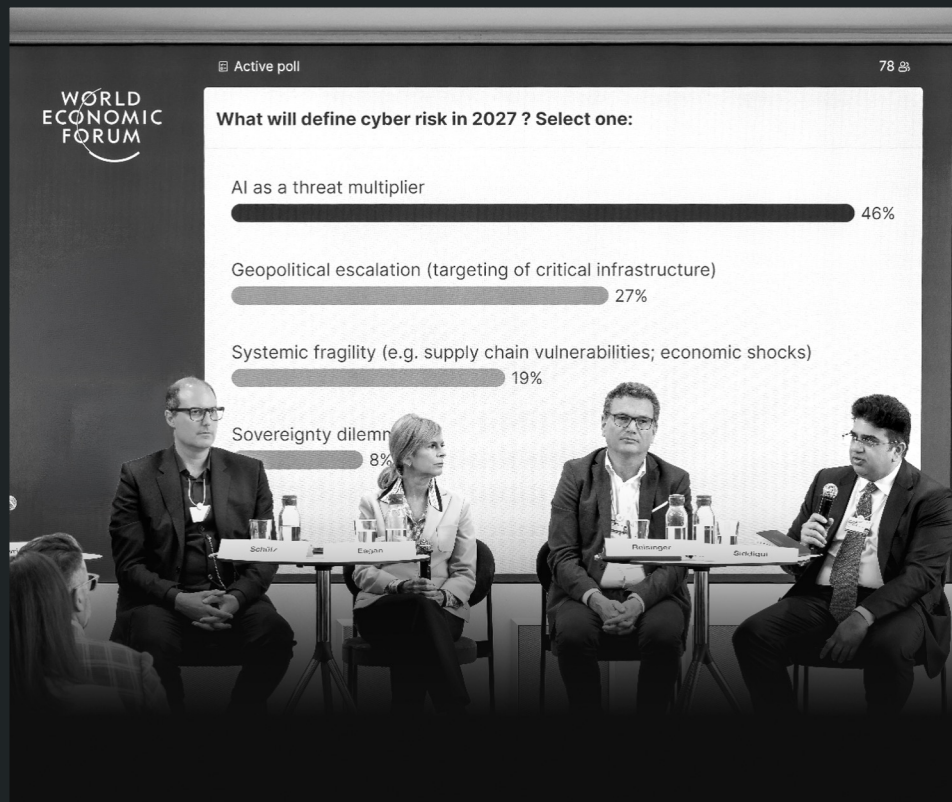 Active poll
78
WORLD
ECONOMIC
FORUM
What will define cyber risk in 2027 ? Select one:
AI as a threat multiplier
46%
Geopolitical escalation (targeting of critical infrastructure)
27%
Systemic fragility (e.g. supply chain vulnerabilities; economic shocks)
19%
Sovereignty dilem
8%
Schütz
Eagan
Reisinger
Siddiqui